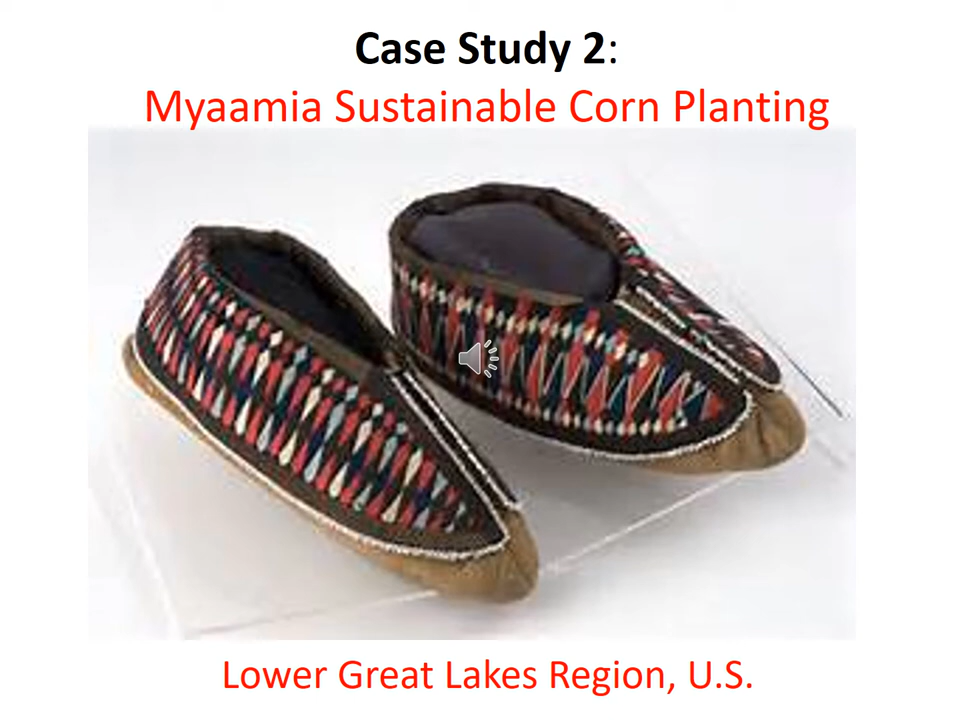 Case Study 2:
Myaamia Sustainable Corn Planting
Lower Great Lakes Region, U.S.